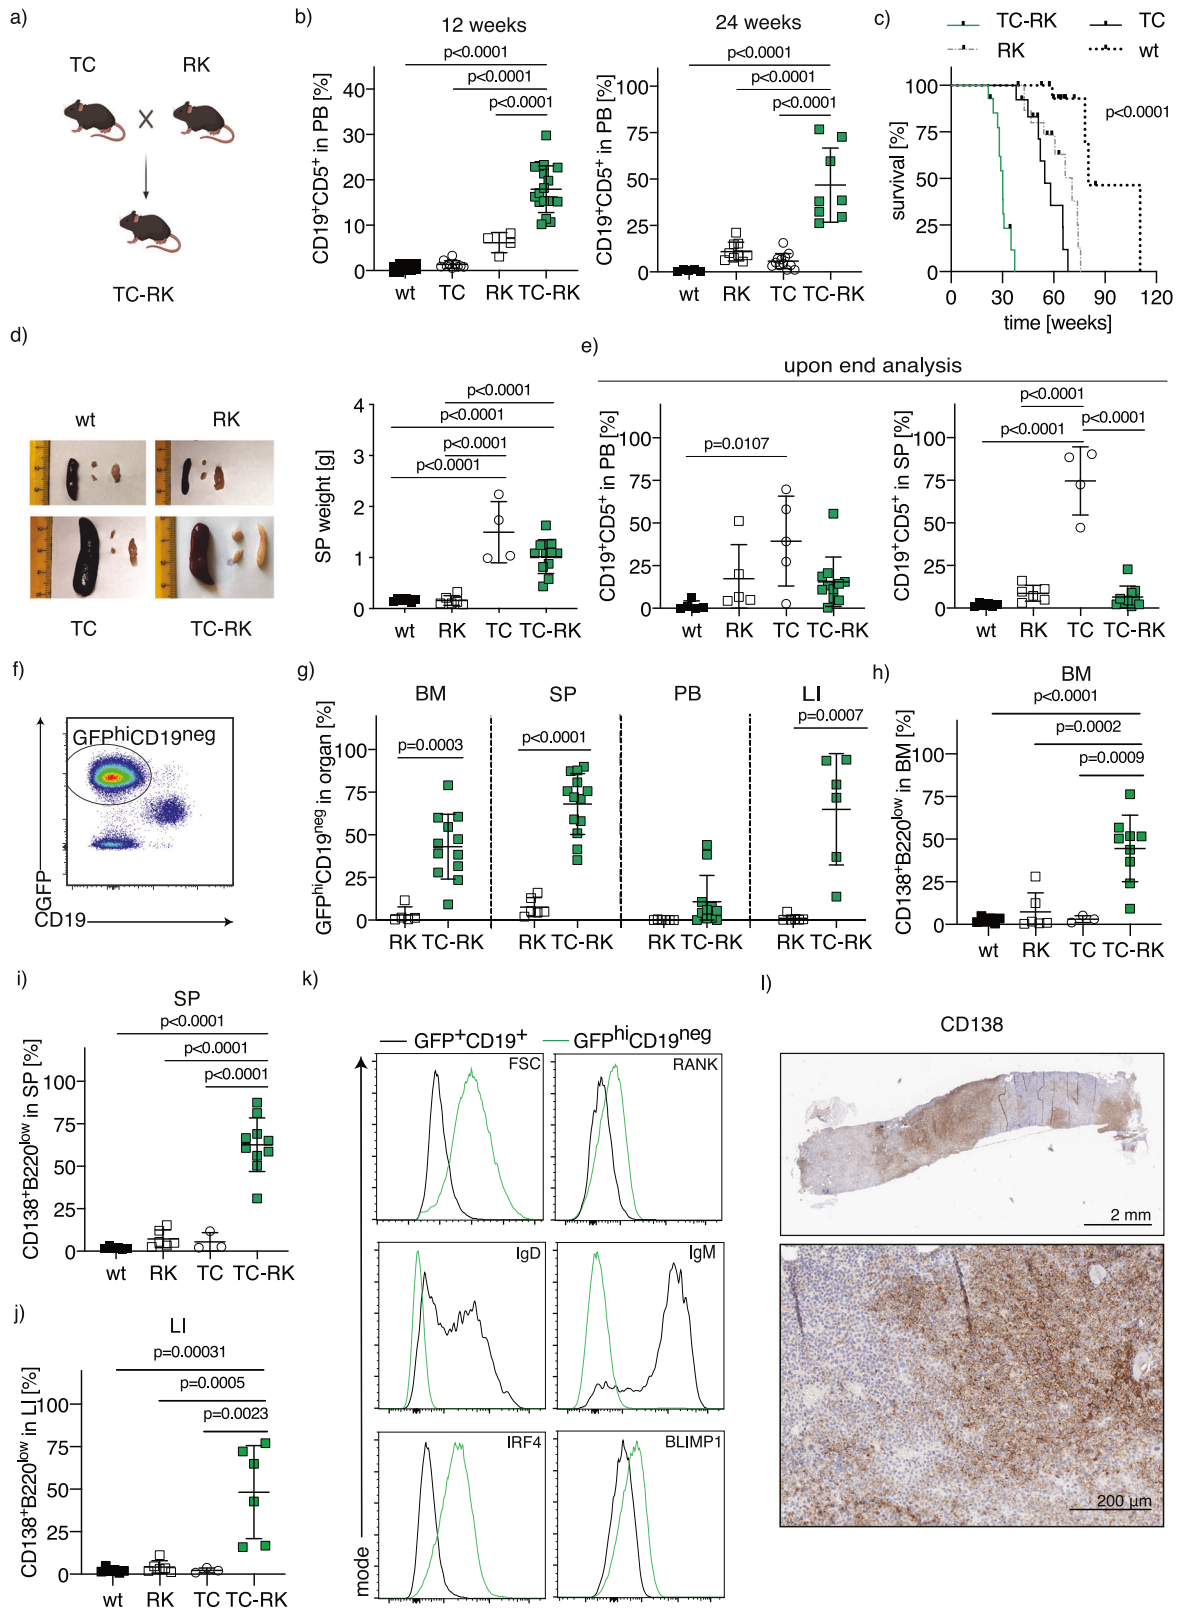 a)
TC RK
TC-RK
b)
12 weeks
p<0.0001
p<0.0001
p<0.0001
CD19+CD5+ in PB [%]
40
30
20
10
0
wt TC RK TC-RK
24 weeks
p<0.0001
p<0.0001
p<0.0001
CD19+CD5+ in PB [%]
100
75
50
25
0
wt RK TC TC-RK
c)
TC-RK TC
RK wt
p<0.0001
survival [%]
100
75
50
25
0
0 30 60 90 120
time [weeks]
d)
wt RK
TC TC-RK
p<0.0001
p<0.0001
p<0.0001
p<0.0001
SP weight [g]
4
3
2
1
0
wt RK TC TC-RK
e)
upon end analysis
p=0.0107
CD19+CD5+ in PB [%]
100
75
50
25
0
wt RK TC TC-RK
p<0.0001
p<0.0001
p<0.0001
CD19+CD5+ in SP [%]
100
75
50
25
0
wt RK TC TC-RK
f)
GFPhiCD19neg
GFP
CD19
g)
BM SP PB LI
p=0.0003
p<0.0001
p=0.0007
GFPhiCD19neg in organ [%]
100
75
50
25
0
RK TC-RK RK TC-RK RK TC-RK RK TC-RK
h)
BM
p<0.0001
p=0.0002
p=0.0009
CD138+B220low in BM [%]
100
75
50
25
0
wt RK TC TC-RK
i)
SP
p<0.0001
p<0.0001
p<0.0001
CD138+B220low in SP [%]
100
75
50
25
0
wt RK TC TC-RK
j)
LI
p=0.00031
p=0.0005
p=0.0023
CD138+B220low in LI [%]
100
75
50
25
0
wt RK TC TC-RK
k)
GFP+CD19+ GFPhiCD19neg
FSC RANK
IgD IgM
IRF4 BLIMP1
mode
l)
CD138
2 mm
200 µm